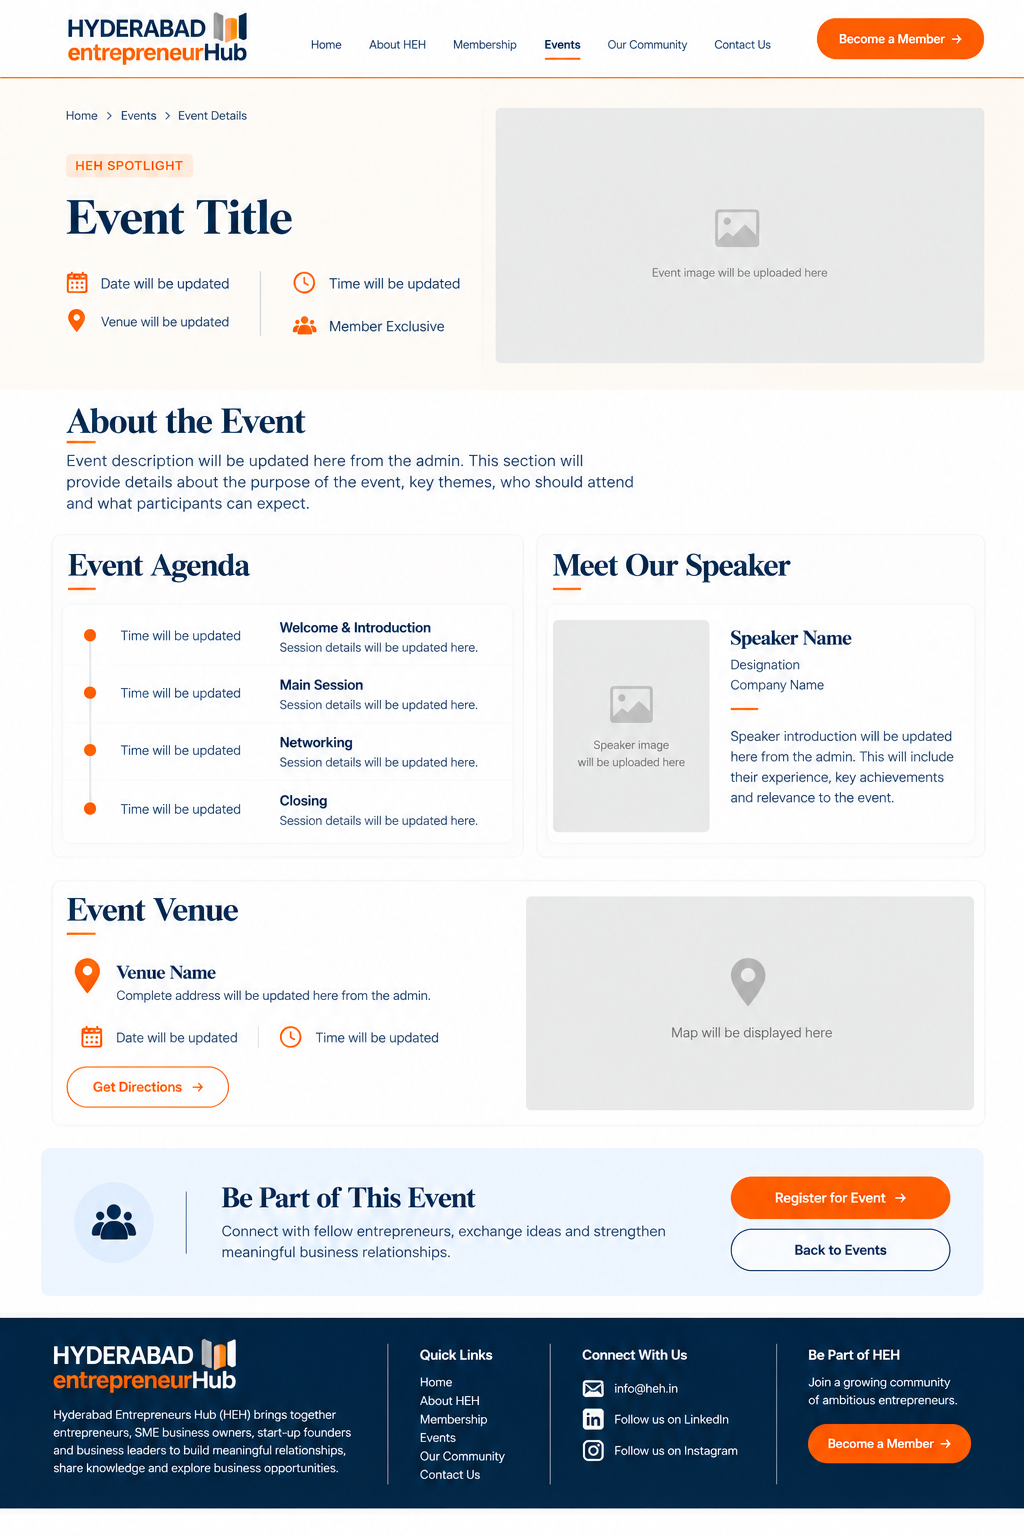 HYDERABAD
entrepreneurHub
Home
About HEH
Membership
Events
Our Community
Contact Us
Become a Member →
Home > Events > Event Details
HEH SPOTLIGHT
Event Title
Date will be updated
Time will be updated
Venue will be updated
Member Exclusive
Event image will be uploaded here
About the Event
Event description will be updated here from the admin. This section will
provide details about the purpose of the event, key themes, who should attend
and what participants can expect.
Event Agenda
Time will be updated
Welcome & Introduction
Session details will be updated here.
Time will be updated
Main Session
Session details will be updated here.
Time will be updated
Networking
Session details will be updated here.
Time will be updated
Closing
Session details will be updated here.
Meet Our Speaker
Speaker image
will be uploaded here
Speaker Name
Designation
Company Name
Speaker introduction will be updated
here from the admin. This will include
their experience, key achievements
and relevance to the event.
Event Venue
Venue Name
Complete address will be updated here from the admin.
Date will be updated
Time will be updated
Get Directions →
Map will be displayed here
Be Part of This Event
Connect with fellow entrepreneurs, exchange ideas and strengthen
meaningful business relationships.
Register for Event →
Back to Events
HYDERABAD
entrepreneurHub
Hyderabad Entrepreneurs Hub (HEH) brings together
entrepreneurs, SME business owners, start-up founders
and business leaders to build meaningful relationships,
share knowledge and explore business opportunities.
Quick Links
Home
About HEH
Membership
Events
Our Community
Contact Us
Connect With Us
info@heh.in
Follow us on LinkedIn
Follow us on Instagram
Be Part of HEH
Join a growing community
of ambitious entrepreneurs.
Become a Member →